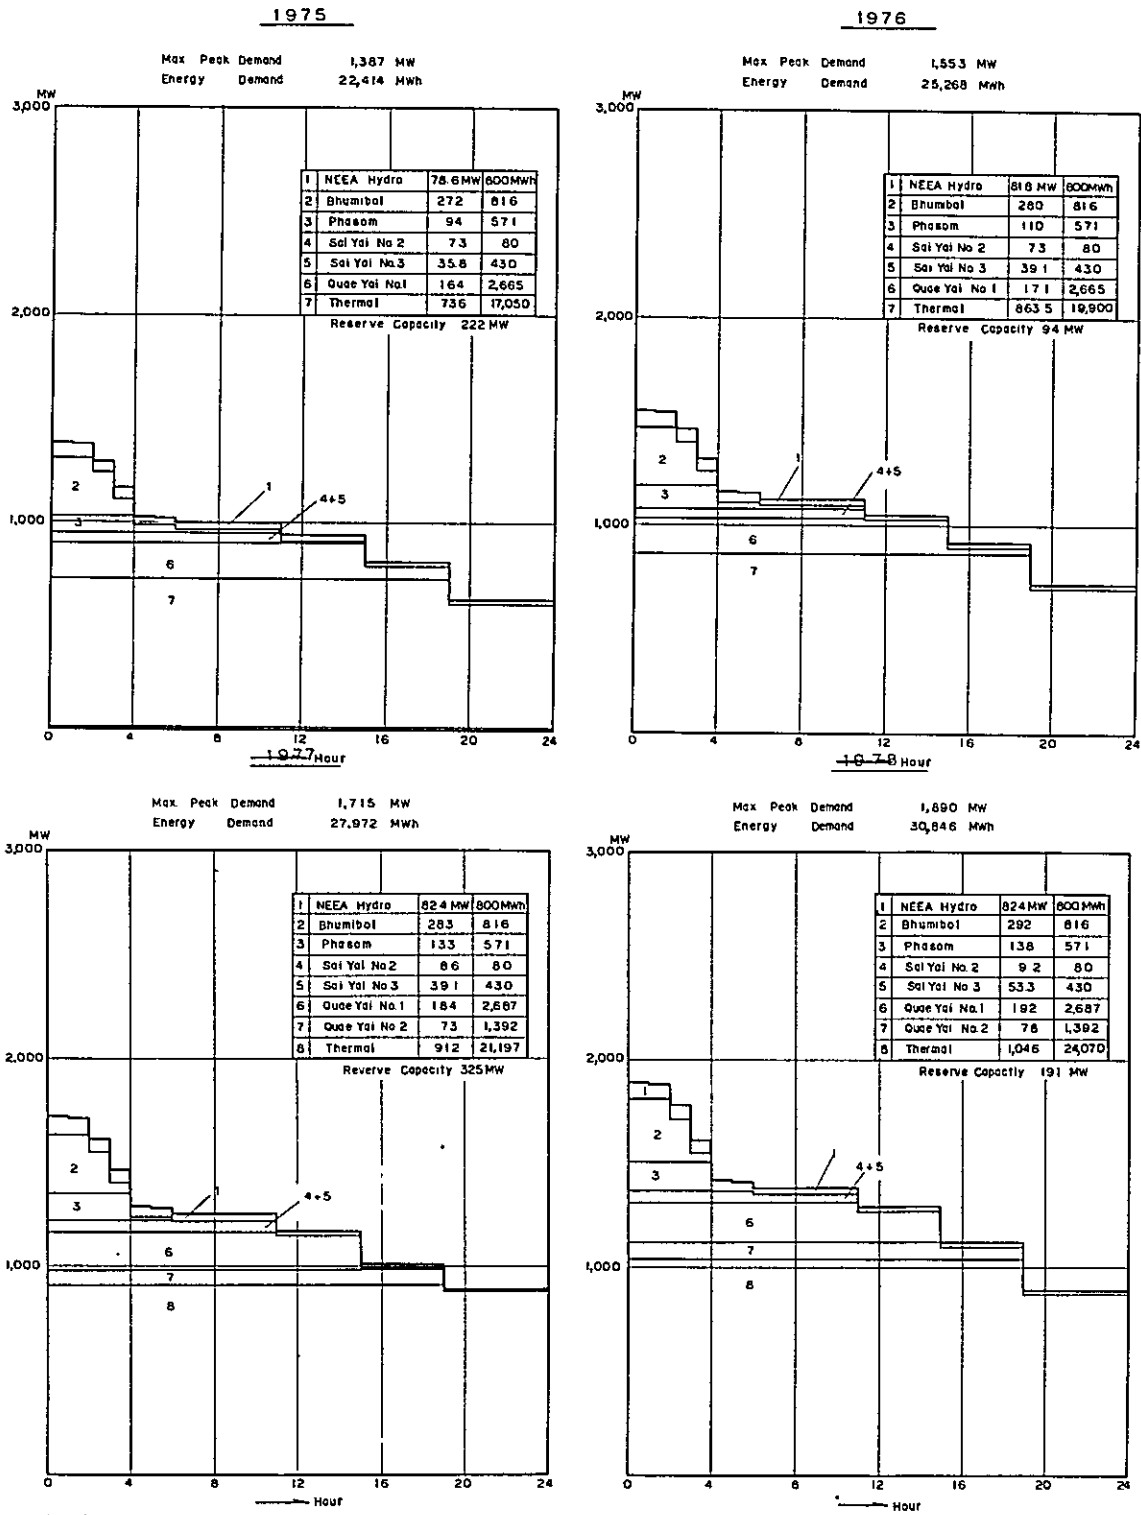 1975
Max Peak Demand 1,387 MW
Energy Demand 22,414 MWh
MW
3,000
2,000
1,000
1 NEEA Hydro 78.6 MW 800 MWh
2 Bhumibol 272 816
3 Phasom 94 571
4 Sai Yai No 2 73 80
5 Sai Yai No.3 35.8 430
6 Quae Yai No.1 164 2,665
7 Thermal 736 17,050
Reserve Capacity 222 MW
2
3
1
4+5
6
7
0 4 8 12 16 20 24
Hour
1976
Max Peak Demand 1,553 MW
Energy Demand 25,268 MWh
MW
3,000
2,000
1,000
1 NEEA Hydro 81 8 MW 800 MWh
2 Bhumibol 280 816
3 Phasom 110 571
4 Sai Yai No 2 73 80
5 Sai Yai No 3 39 1 430
6 Quae Yai No 1 171 2,665
7 Thermal 863 5 19,900
Reserve Capacity 94 MW
2
3
1
4+5
6
7
0 4 8 12 16 20 24
Hour
1977
Max. Peak Demand 1,715 MW
Energy Demand 27,972 MWh
MW
3,000
2,000
1,000
1 NEEA Hydro 82 4 MW 800 MWh
2 Bhumibol 283 816
3 Phasom 133 571
4 Sai Yai No 2 86 80
5 Sai Yai No 3 39 1 430
6 Quae Yai No.1 184 2,687
7 Quae Yai No 2 73 1,392
8 Thermal 912 21,197
Reverve Capacity 325 MW
2
3
1
4+5
6
7
8
0 4 8 12 16 20 24
Hour
1978
Max Peak Demand 1,890 MW
Energy Demand 30,846 MWh
MW
3,000
2,000
1,000
1 NEEA Hydro 82 4 MW 800 MWh
2 Bhumibol 292 816
3 Phasom 138 571
4 Sai Yai No. 2 9 2 80
5 Sai Yai No 3 53.3 430
6 Quae Yai No.1 192 2,687
7 Quae Yai No.2 78 1,392
8 Thermal 1,046 24,070
Reserve Capactiy 191 MW
1
2
3
1
4+5
6
7
8
0 4 8 12 16 20 24
Hour